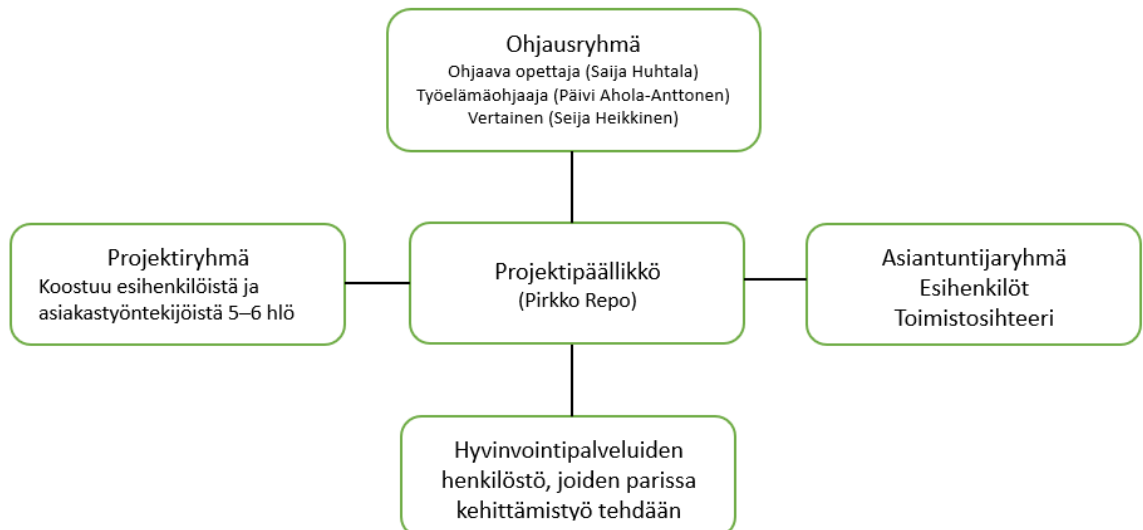 Ohjausryhmä
Ohjaava opettaja (Saija Huhtala)
Työelämäohjaaja (Päivi Ahola-Anttonen)
Vertainen (Seija Heikkinen)
Projektiryhmä
Koostuu esihenkilöistä ja
asiakastyöntekijöistä 5–6 hlö
Projektipäällikkö
(Pirkko Repo)
Asiantuntijaryhmä
Esihenkilöt
Toimistosihteeri
Hyvinvointipalveluiden
henkilöstö, joiden parissa
kehittämistyö tehdään